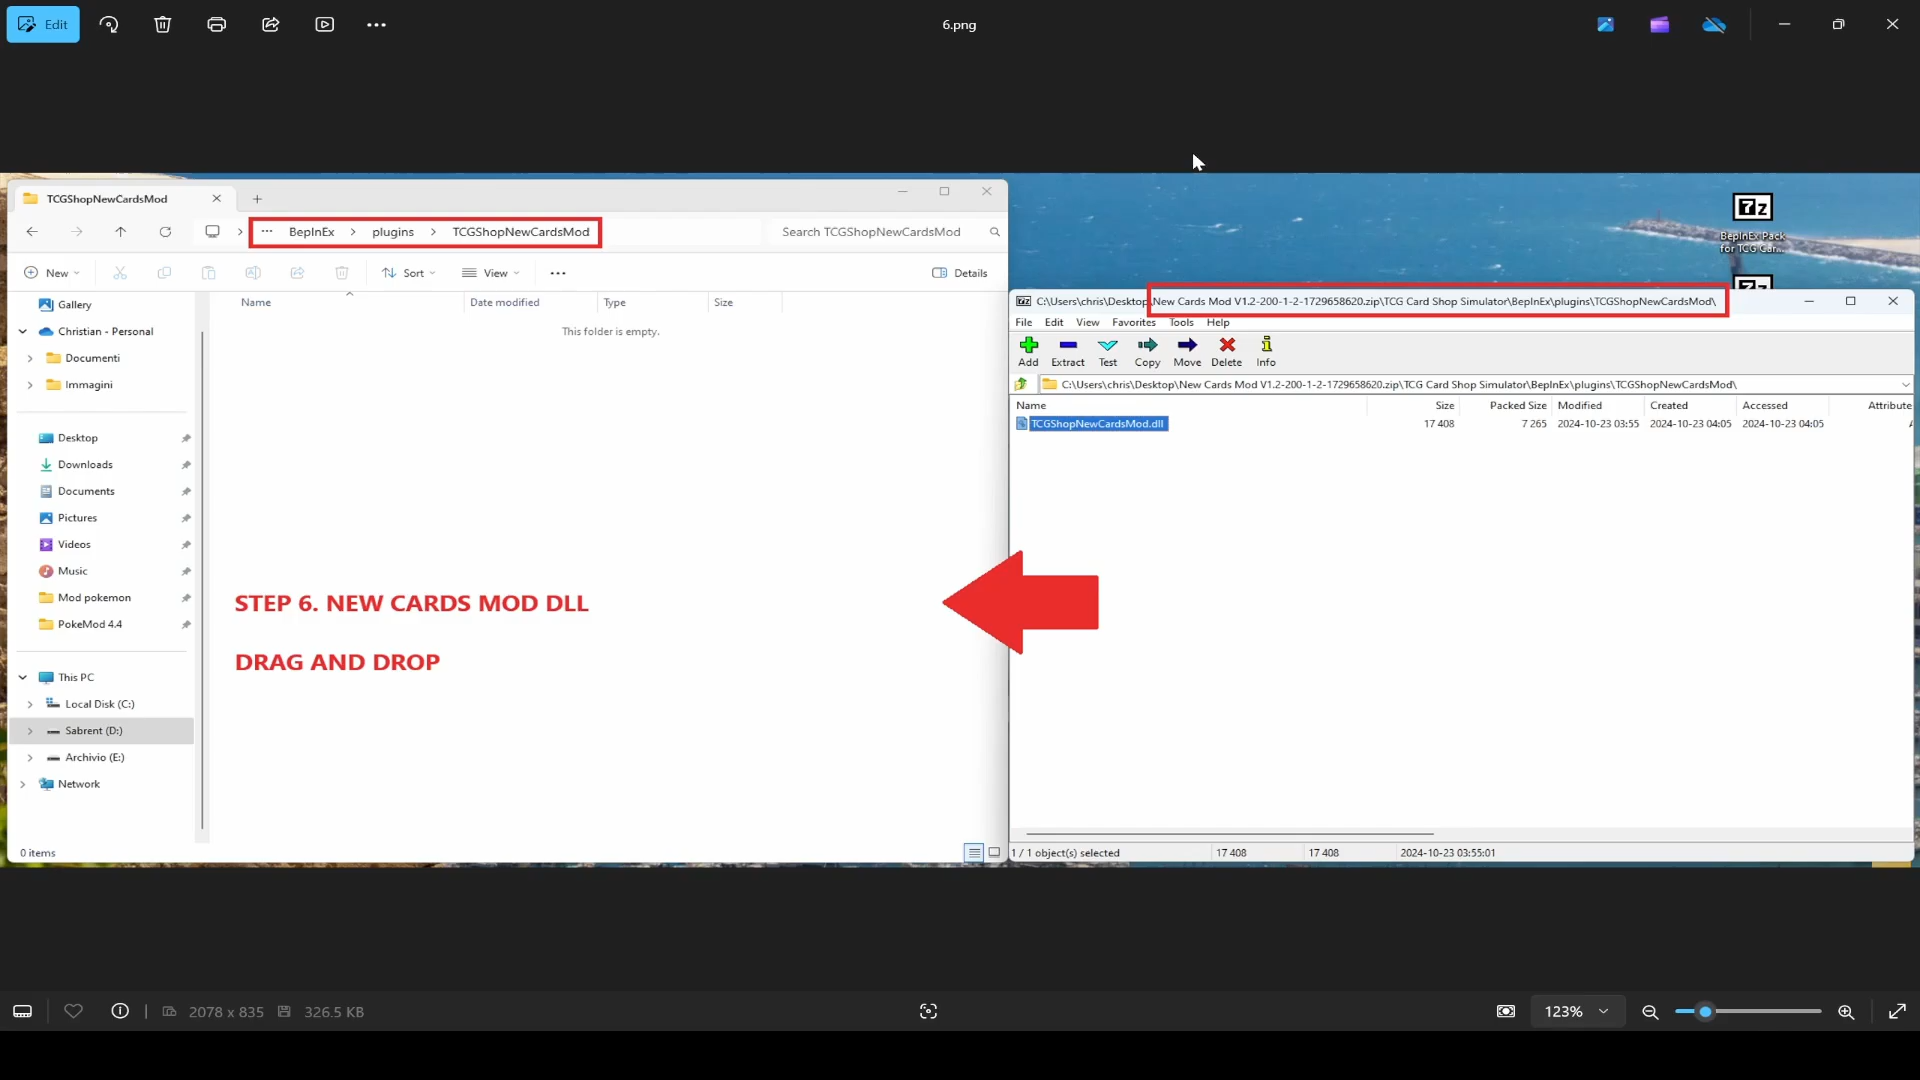 Edit
6.png
TCGShopNewCardsMod
BepInEx > plugins > TCGShopNewCardsMod
Search TCGShopNewCardsMod
New
Sort
View
Details
Gallery
Christian - Personal
Documenti
Immagini
Desktop
Downloads
Documents
Pictures
Videos
Music
Mod pokemon
PokeMod 4.4
This PC
Local Disk (C:)
Sabrent (D:)
Archivio (E:)
Network
0 items
Name Date modified Type Size
This folder is empty.
STEP 6. NEW CARDS MOD DLL
DRAG AND DROP
7z
BepInEx Pack
for TCG Car...
C:\Users\chris\Desktop\New Cards Mod V1.2-200-1-2-1729658620.zip\TCG Card Shop Simulator\BepInEx\plugins\TCGShopNewCardsMod\
File Edit View Favorites Tools Help
Add Extract Test Copy Move Delete Info
C:\Users\chris\Desktop\New Cards Mod V1.2-200-1-2-1729658620.zip\TCG Card Shop Simulator\BepInEx\plugins\TCGShopNewCardsMod\
Name Size Packed Size Modified Created Accessed Attribute
TCGShopNewCardsMod.dll 17 408 7 265 2024-10-23 03:55 2024-10-23 04:05 2024-10-23 04:05
1 / 1 object(s) selected 17 408 17 408 2024-10-23 03:55:01
2078 x 835 326.5 KB
123%